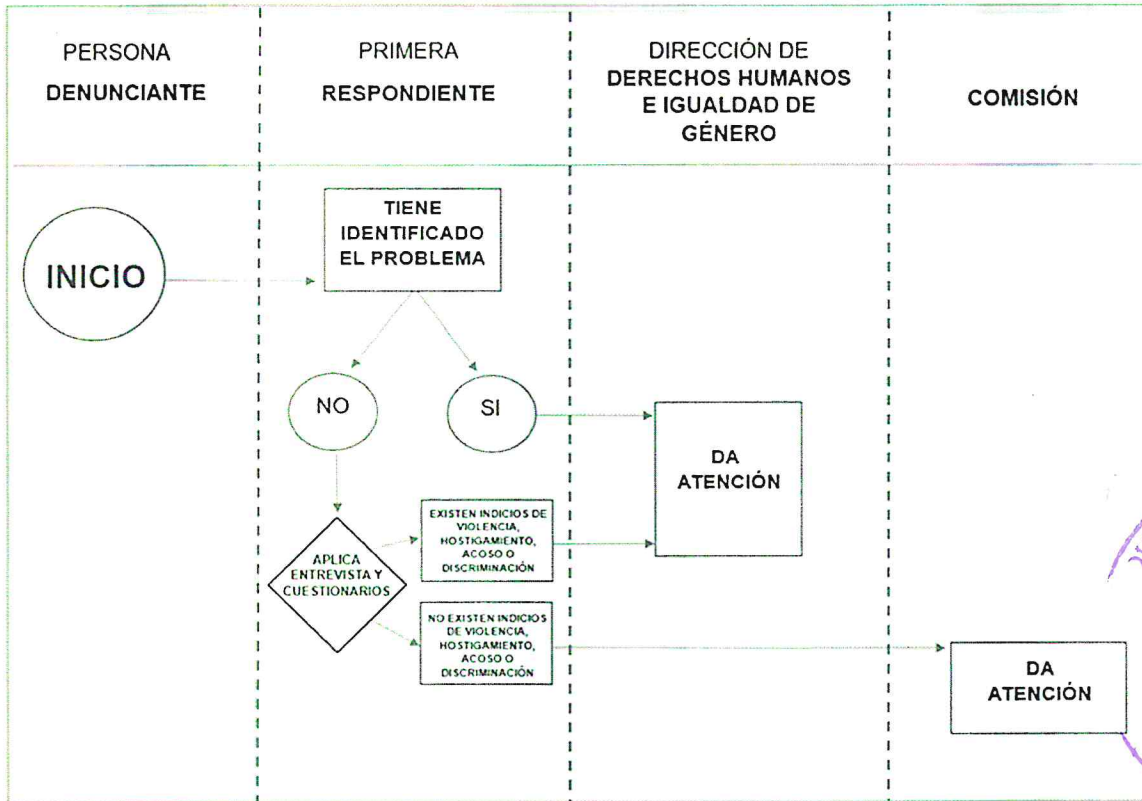 PERSONA
DENUNCIANTE
PRIMERA
RESPONDIENTE
DIRECCIÓN DE
DERECHOS HUMANOS
E IGUALDAD DE
GÉNERO
COMISIÓN
INICIO
TIENE
IDENTIFICADO
EL PROBLEMA
NO
SI
DA
ATENCIÓN
APLICA
ENTREVISTA Y
CUESTIONARIOS
EXISTEN INDICIOS DE
VIOLENCIA,
HOSTIGAMIENTO,
ACOSO O
DISCRIMINACIÓN
NO EXISTEN INDICIOS
DE VIOLENCIA,
HOSTIGAMIENTO,
ACOSO O
DISCRIMINACIÓN
DA
ATENCIÓN